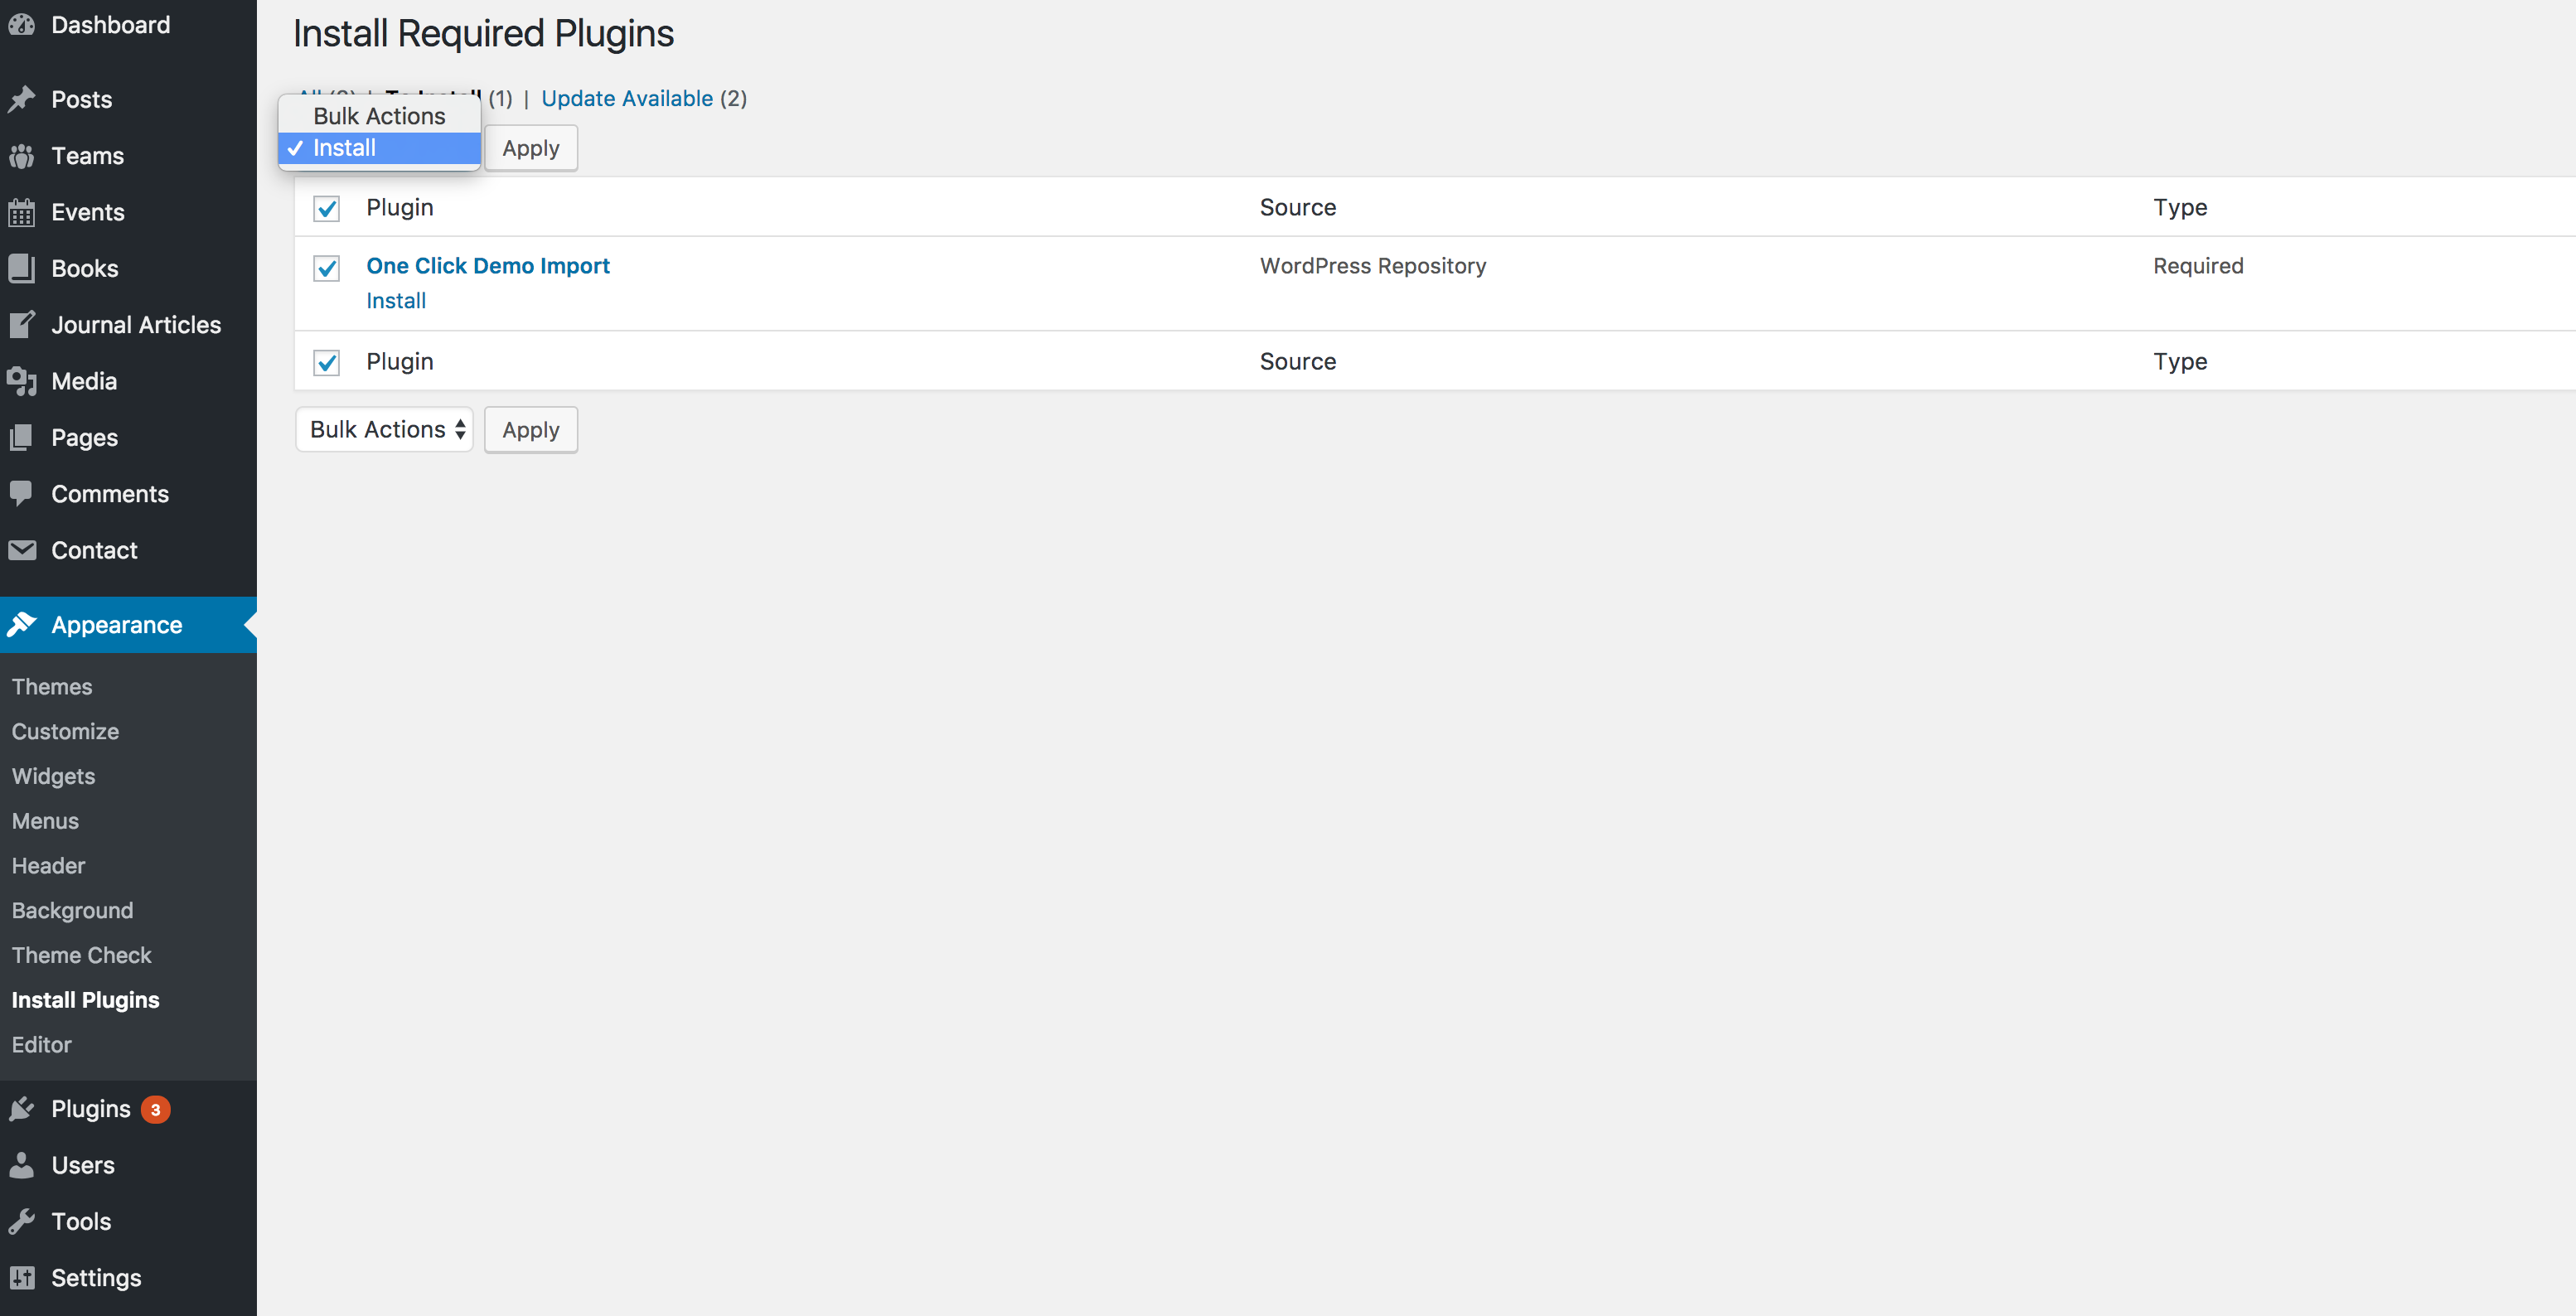 Dashboard
Posts
Teams
Events
Books
Journal Articles
Media
Pages
Comments
Contact
Appearance
Themes
Customize
Widgets
Menus
Header
Background
Theme Check
Install Plugins
Editor
Plugins 3
Users
Tools
Settings
Install Required Plugins
(1) | Update Available (2)
Bulk Actions
✓ Install
Apply
Plugin Source Type
One Click Demo Import WordPress Repository Required
Install
Plugin Source Type
Bulk Actions Apply